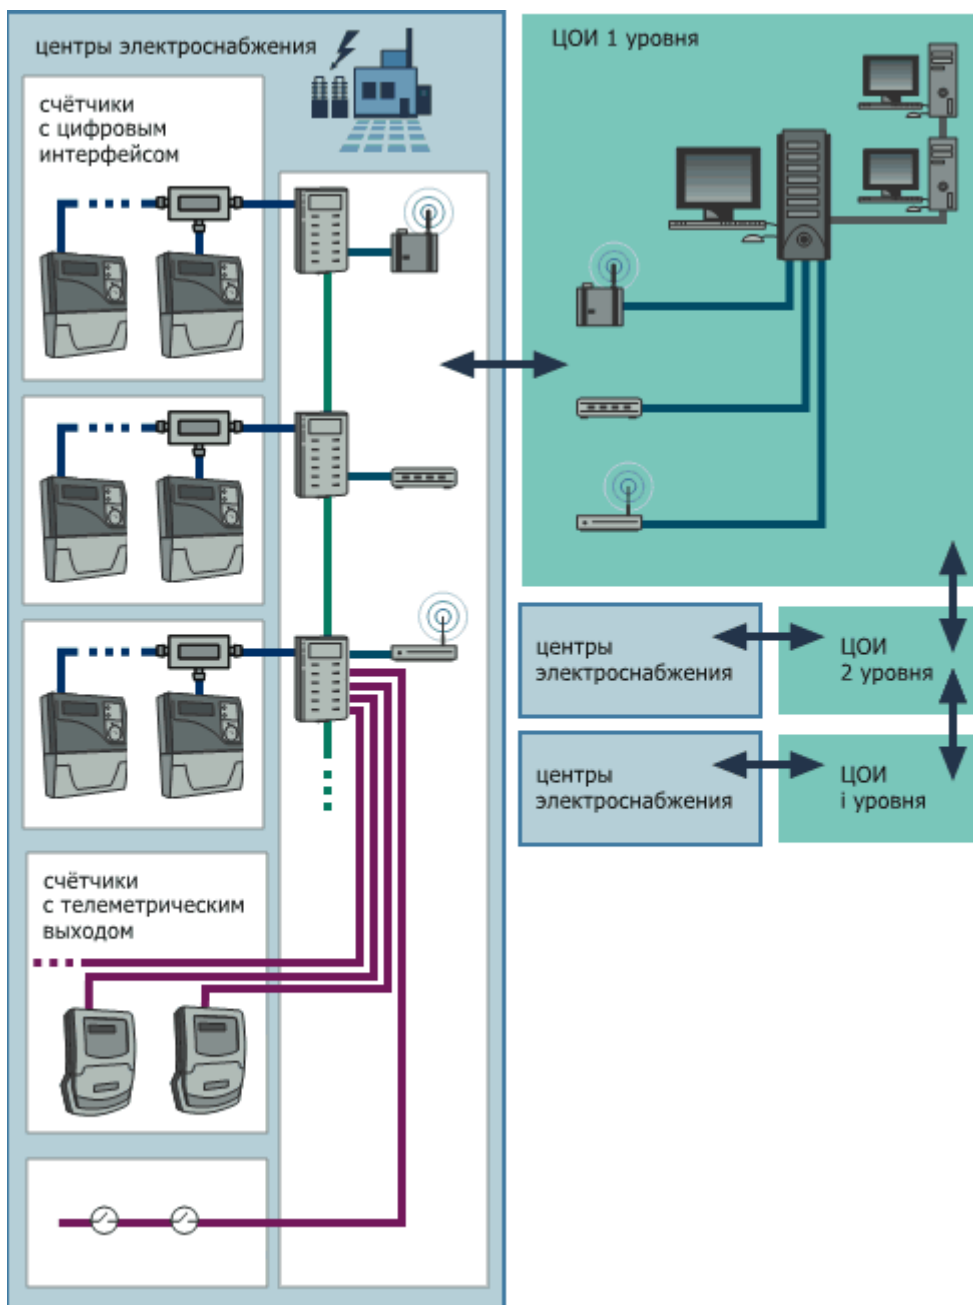 центры электроснабжения
счётчики
с цифровым
интерфейсом
счётчики
с телеметрическим
выходом
ЦОИ 1 уровня
центры
электроснабжения
ЦОИ
2 уровня
центры
электроснабжения
ЦОИ
i уровня